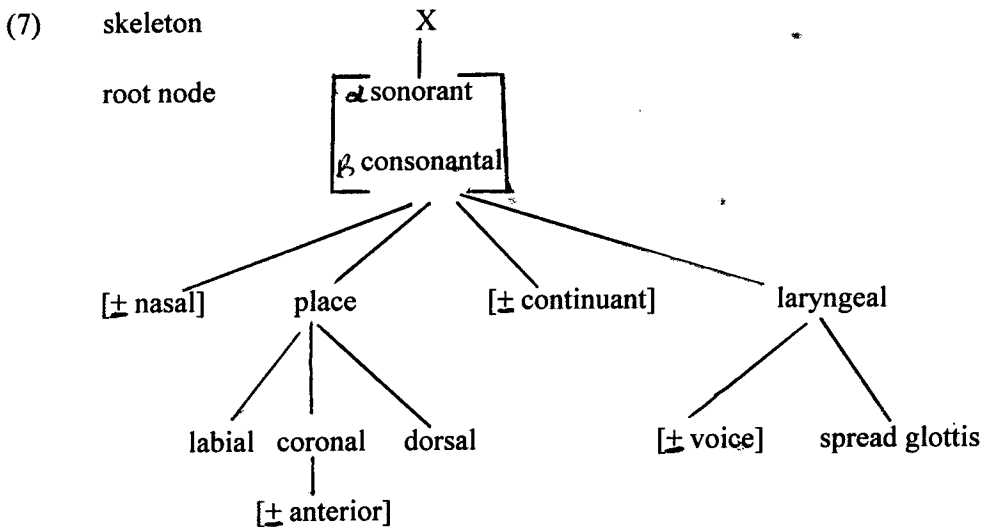 (7) skeleton X
root node α sonorant
β consonantal
[± nasal] place [± continuant] laryngeal
labial coronal dorsal [± voice] spread glottis
[± anterior]